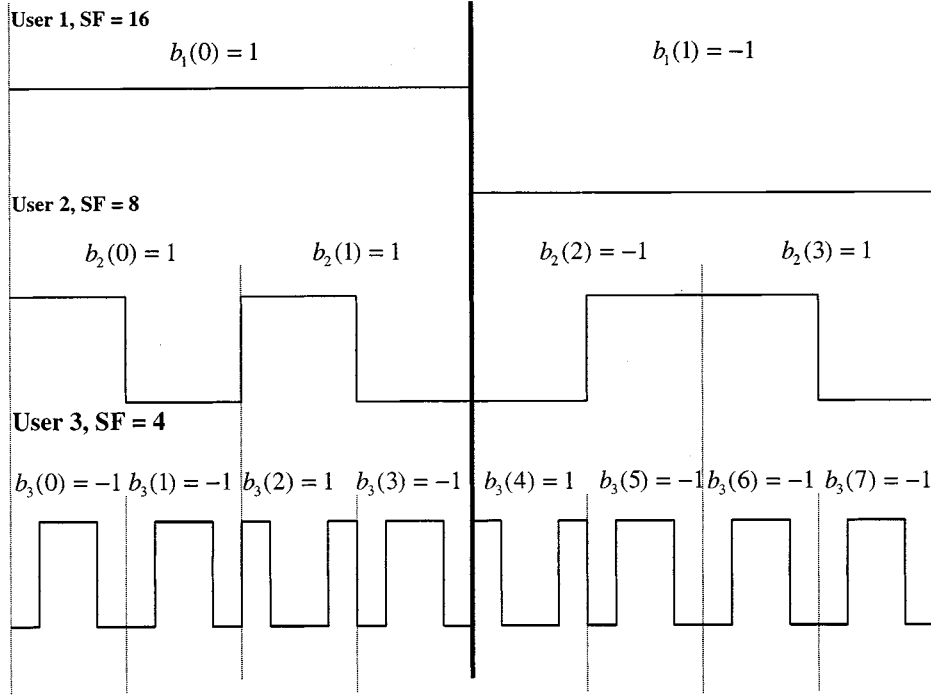 User 1, SF = 16
b₁(0) = 1 b₁(1) = −1
User 2, SF = 8
b₂(0) = 1 b₂(1) = 1 b₂(2) = −1 b₂(3) = 1
User 3, SF = 4
b₃(0) = −1 b₃(1) = −1 b₃(2) = 1 b₃(3) = −1 b₃(4) = 1 b₃(5) = −1 b₃(6) = −1 b₃(7) = −1